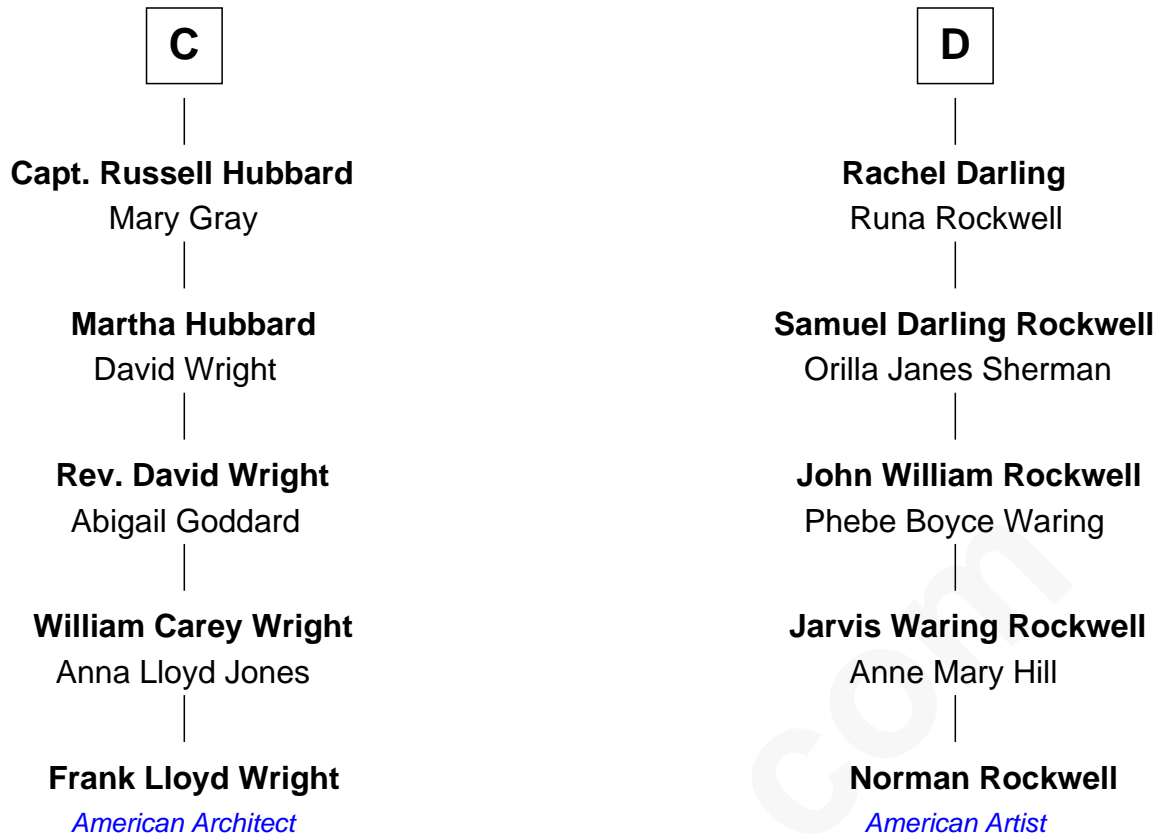 C
Capt. Russell Hubbard
Mary Gray
Martha Hubbard
David Wright
Rev. David Wright
Abigail Goddard
William Carey Wright
Anna Lloyd Jones
Frank Lloyd Wright
American Architect
D
Rachel Darling
Runa Rockwell
Samuel Darling Rockwell
Orilla Janes Sherman
John William Rockwell
Phebe Boyce Waring
Jarvis Waring Rockwell
Anne Mary Hill
Norman Rockwell
American Artist
com